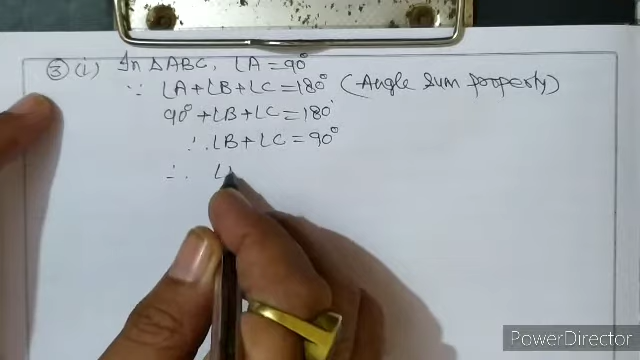 ③ (i) In △ABC, ∠A = 90°
∵ ∠A + ∠B + ∠C = 180° (Angle sum property)
90° + ∠B + ∠C = 180°
∴ ∠B + ∠C = 90°
∴ ∠
PowerDirector